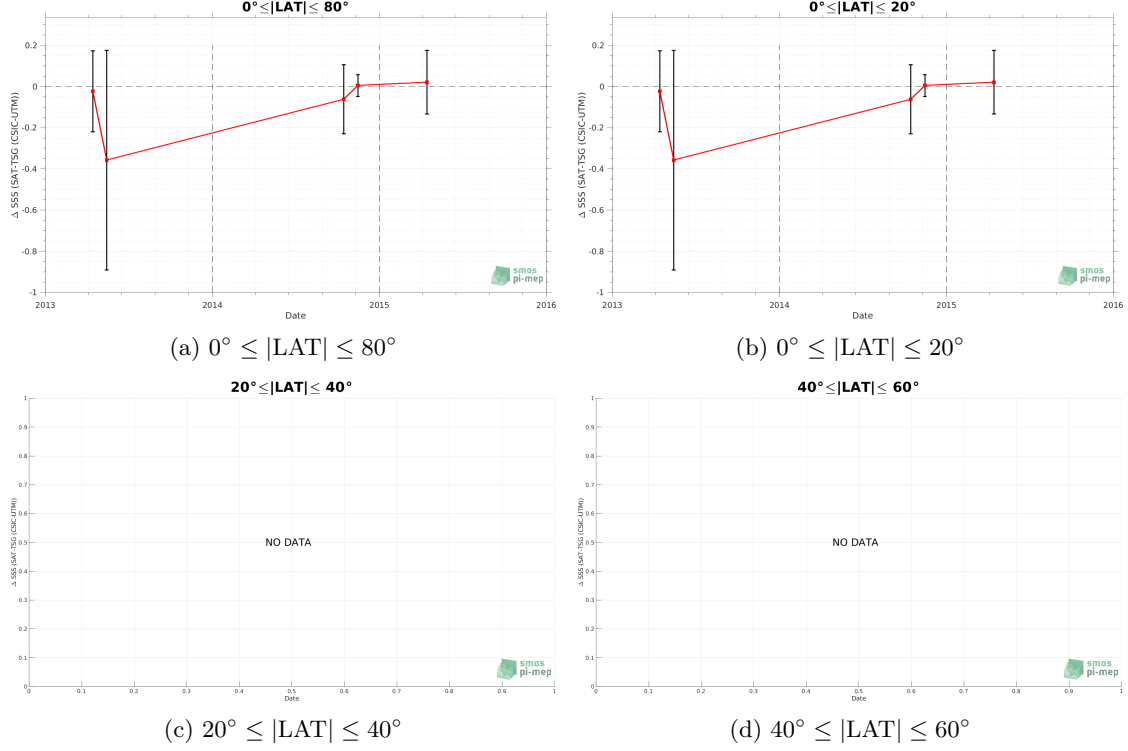 0°≤|LAT|≤ 80°
Δ SSS (SAT-TSG (CSIC-UTM))
0.2
0
-0.2
-0.4
-0.6
-0.8
-1
2013
2014
2015
2016
Date
smos
pi-mep
(a) 0° ≤ |LAT| ≤ 80°
0°≤|LAT|≤ 20°
Δ SSS (SAT-TSG (CSIC-UTM))
0.2
0
-0.2
-0.4
-0.6
-0.8
-1
2013
2014
2015
2016
Date
smos
pi-mep
(b) 0° ≤ |LAT| ≤ 20°
20°≤|LAT|≤ 40°
Δ SSS (SAT-TSG (CSIC-UTM))
1
0.9
0.8
0.7
0.6
0.5
0.4
0.3
0.2
0.1
0
NO DATA
0
0.1
0.2
0.3
0.4
0.5
0.6
0.7
0.8
0.9
1
Date
smos
pi-mep
(c) 20° ≤ |LAT| ≤ 40°
40°≤|LAT|≤ 60°
Δ SSS (SAT-TSG (CSIC-UTM))
1
0.9
0.8
0.7
0.6
0.5
0.4
0.3
0.2
0.1
0
NO DATA
0
0.1
0.2
0.3
0.4
0.5
0.6
0.7
0.8
0.9
1
Date
smos
pi-mep
(d) 40° ≤ |LAT| ≤ 60°